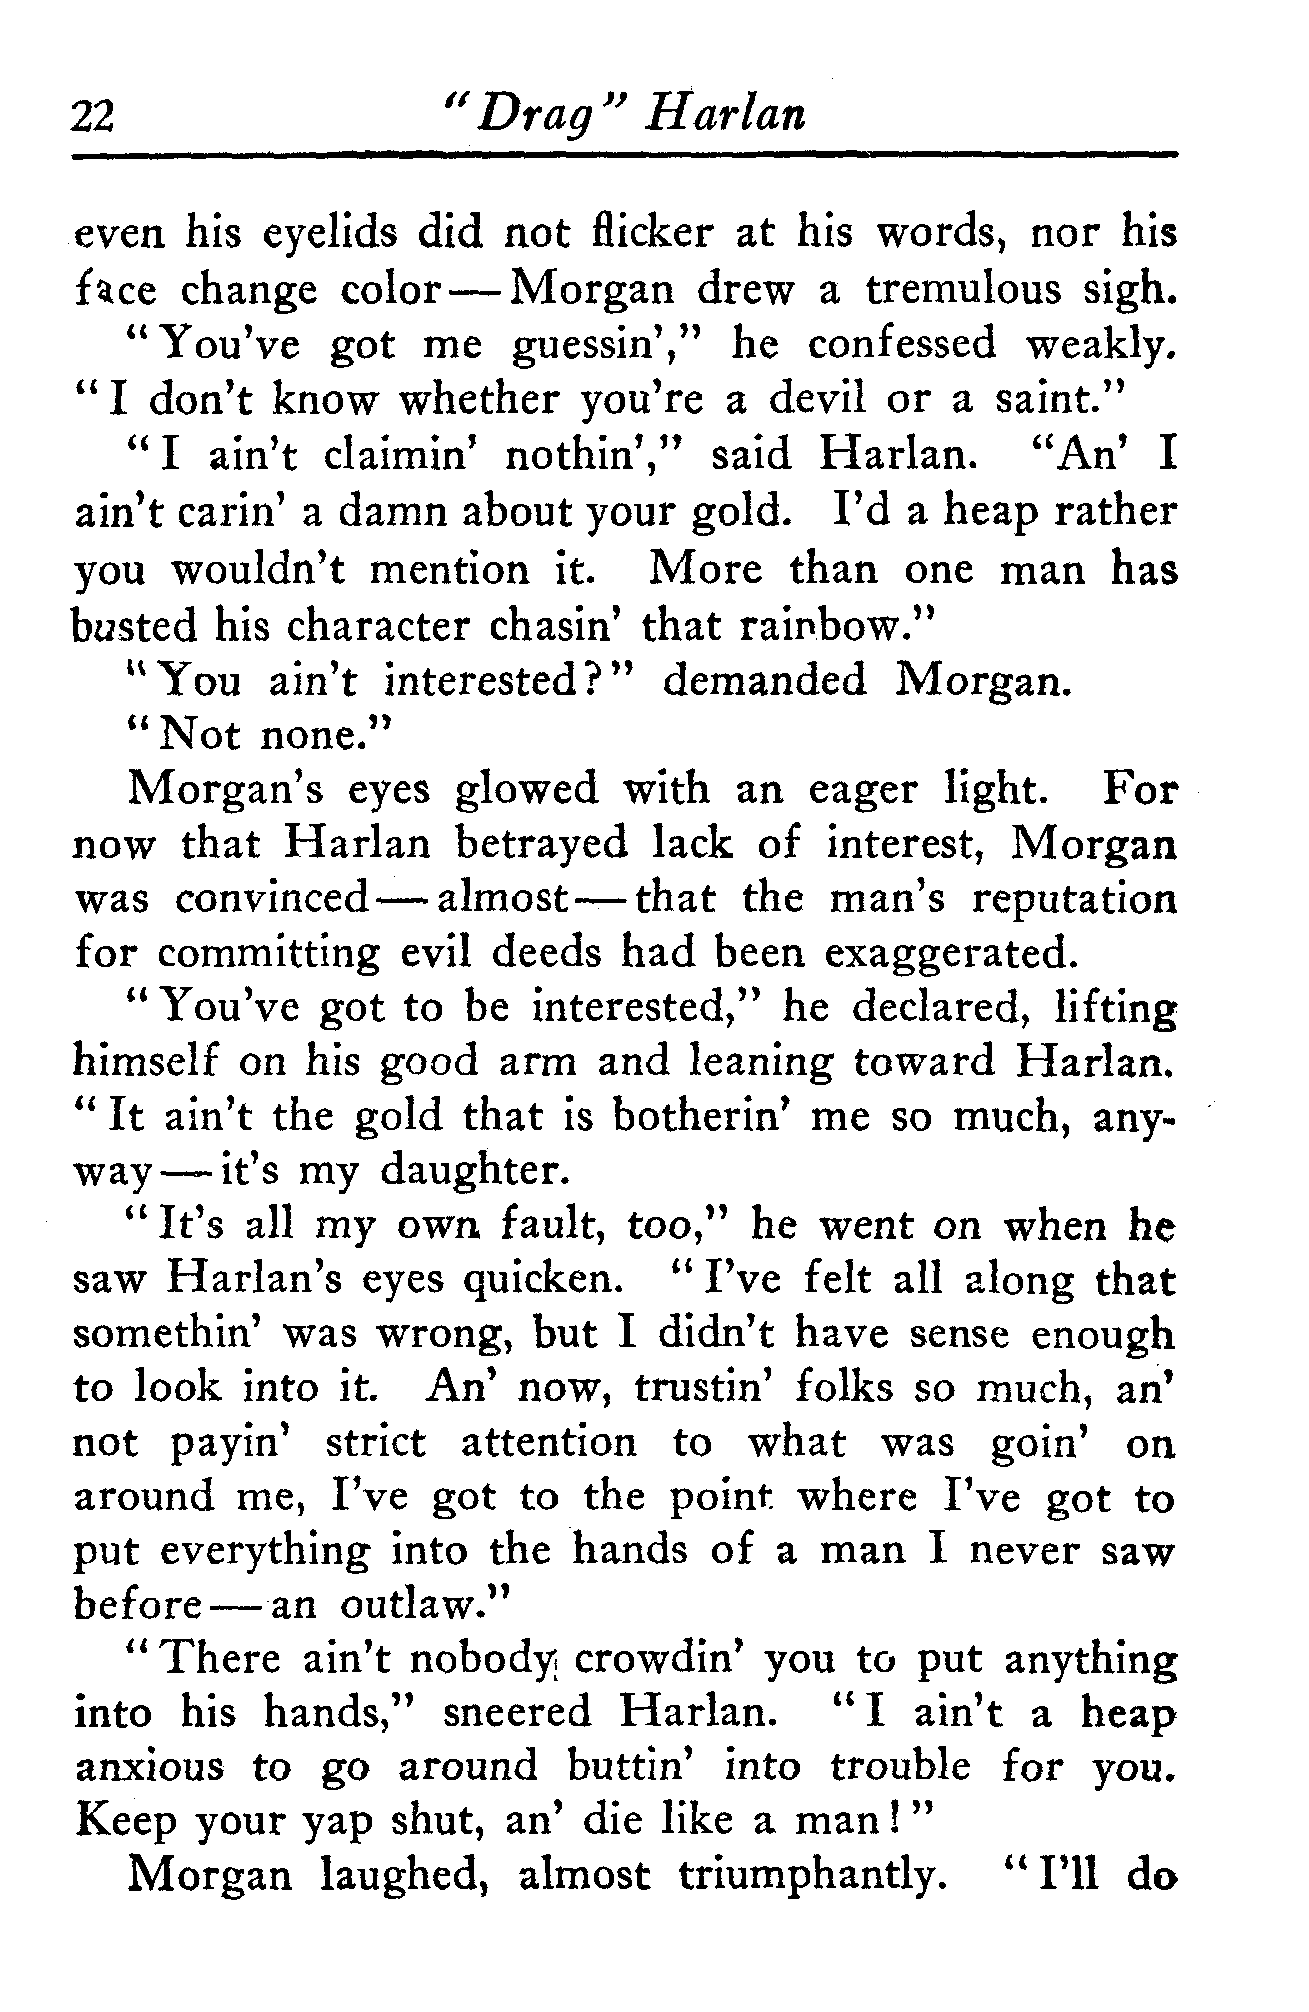 22 "Drag" Harlan
even his eyelids did not flicker at his words, nor his
face change color—Morgan drew a tremulous sigh.
"You've got me guessin'," he confessed weakly.
"I don't know whether you're a devil or a saint."
"I ain't claimin' nothin'," said Harlan. "An' I
ain't carin' a damn about your gold. I'd a heap rather
you wouldn't mention it. More than one man has
busted his character chasin' that rainbow."
"You ain't interested?" demanded Morgan.
"Not none."
Morgan's eyes glowed with an eager light. For
now that Harlan betrayed lack of interest, Morgan
was convinced—almost—that the man's reputation
for committing evil deeds had been exaggerated.
"You've got to be interested," he declared, lifting
himself on his good arm and leaning toward Harlan.
"It ain't the gold that is botherin' me so much, any-
way—it's my daughter.
"It's all my own fault, too," he went on when he
saw Harlan's eyes quicken. "I've felt all along that
somethin' was wrong, but I didn't have sense enough
to look into it. An' now, trustin' folks so much, an'
not payin' strict attention to what was goin' on
around me, I've got to the point where I've got to
put everything into the hands of a man I never saw
before—an outlaw."
"There ain't nobody crowdin' you to put anything
into his hands," sneered Harlan. "I ain't a heap
anxious to go around buttin' into trouble for you.
Keep your yap shut, an' die like a man!"
Morgan laughed, almost triumphantly. "I'll do